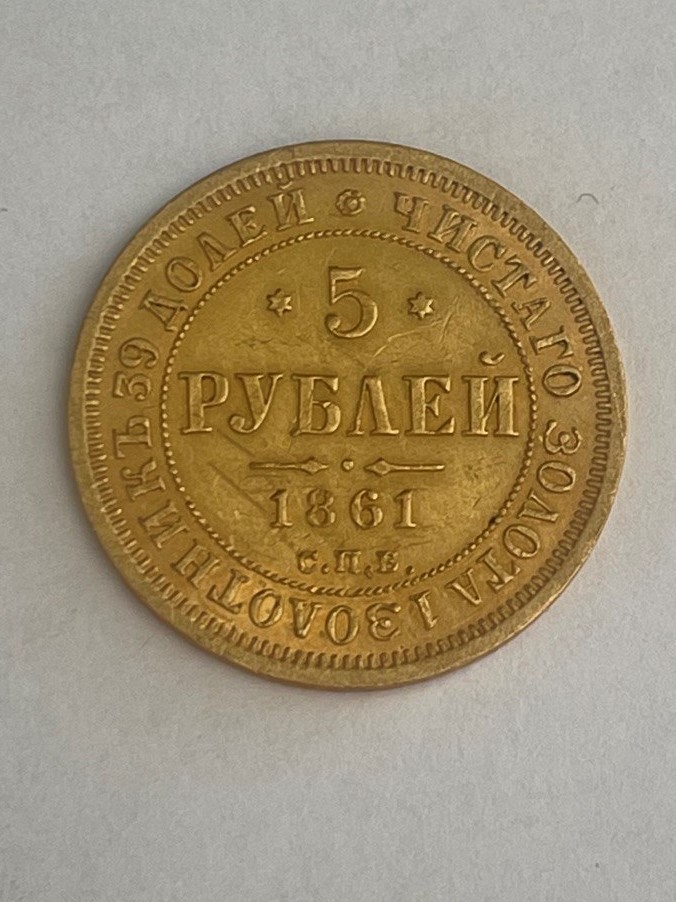 ЧИСТАГО ЗОЛОТА 1 ЗОЛОТНИКЪ 39 ДОЛЕЙ
5
РУБЛЕЙ
1861
С.П.Б.